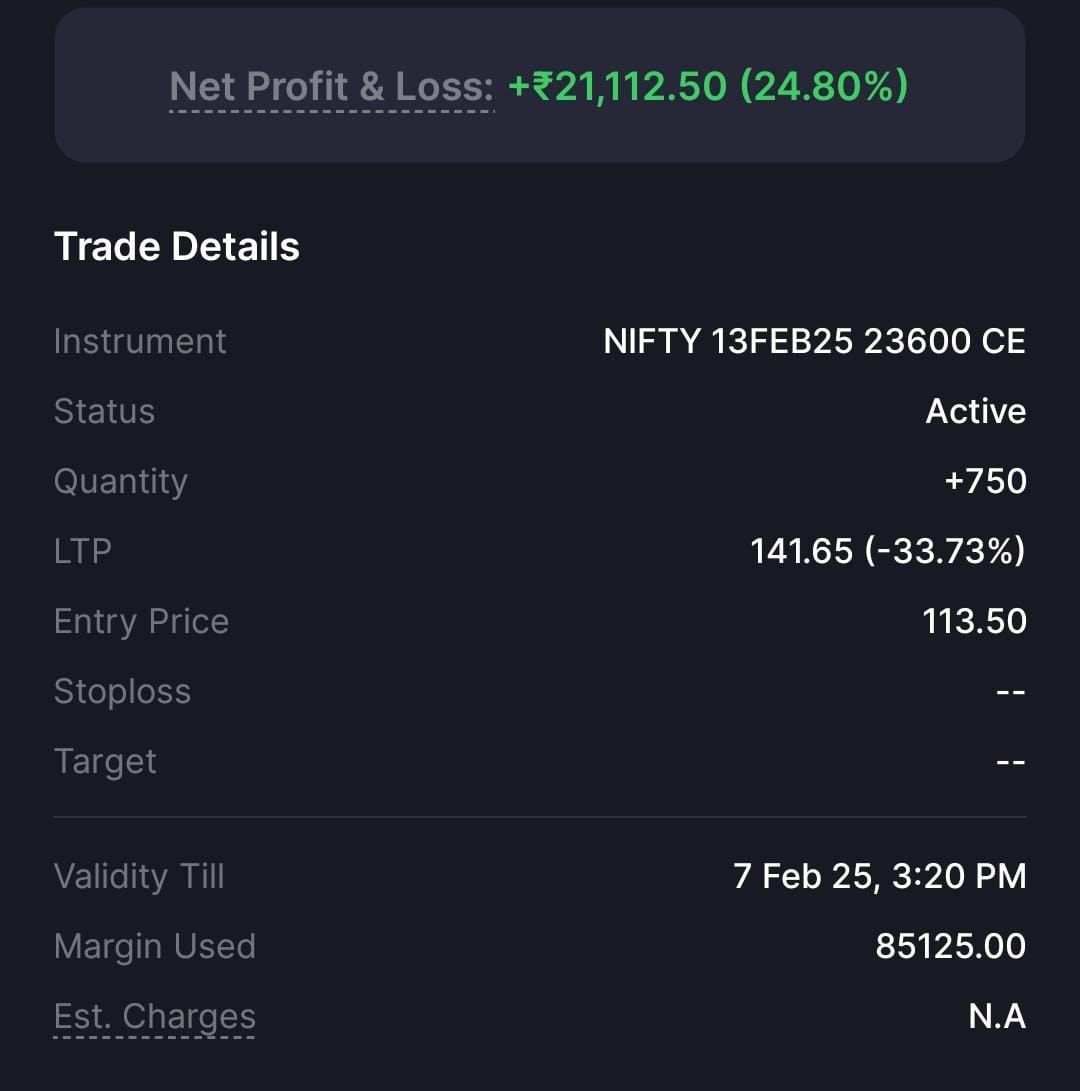 Net Profit & Loss: +₹21,112.50 (24.80%)
Trade Details
Instrument NIFTY 13FEB25 23600 CE
Status Active
Quantity +750
LTP 141.65 (-33.73%)
Entry Price 113.50
Stoploss --
Target --
Validity Till 7 Feb 25, 3:20 PM
Margin Used 85125.00
Est. Charges N.A